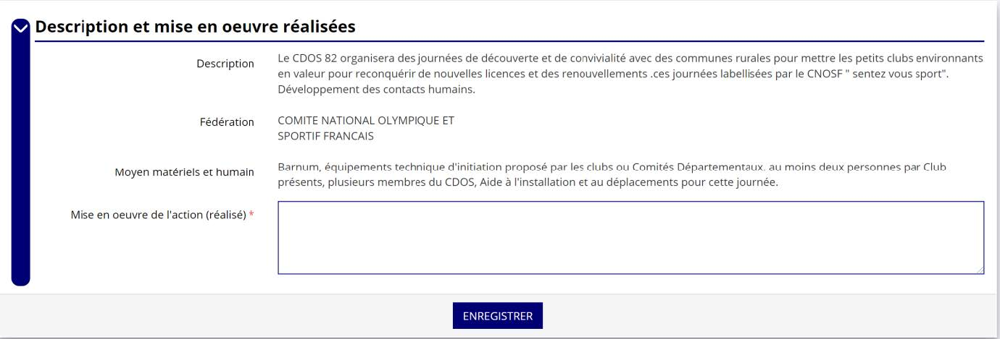 Description et mise en oeuvre réalisées
Description
Le CDOS 82 organisera des journées de découverte et de convivialité avec des communes rurales pour mettre les petits clubs environnants
en valeur pour reconquérir de nouvelles licences et des renouvellements .ces journées labellisées par le CNOSF " sentez vous sport".
Développement des contacts humains.
Fédération
COMITE NATIONAL OLYMPIQUE ET
SPORTIF FRANCAIS
Moyen matériels et humain
Barnum, équipements technique d'initiation proposé par les clubs ou Comités Départementaux. au moins deux personnes par Club
présents, plusieurs membres du CDOS, Aide à l'installation et au déplacements pour cette journée.
Mise en oeuvre de l'action (réalisé) *
ENREGISTRER